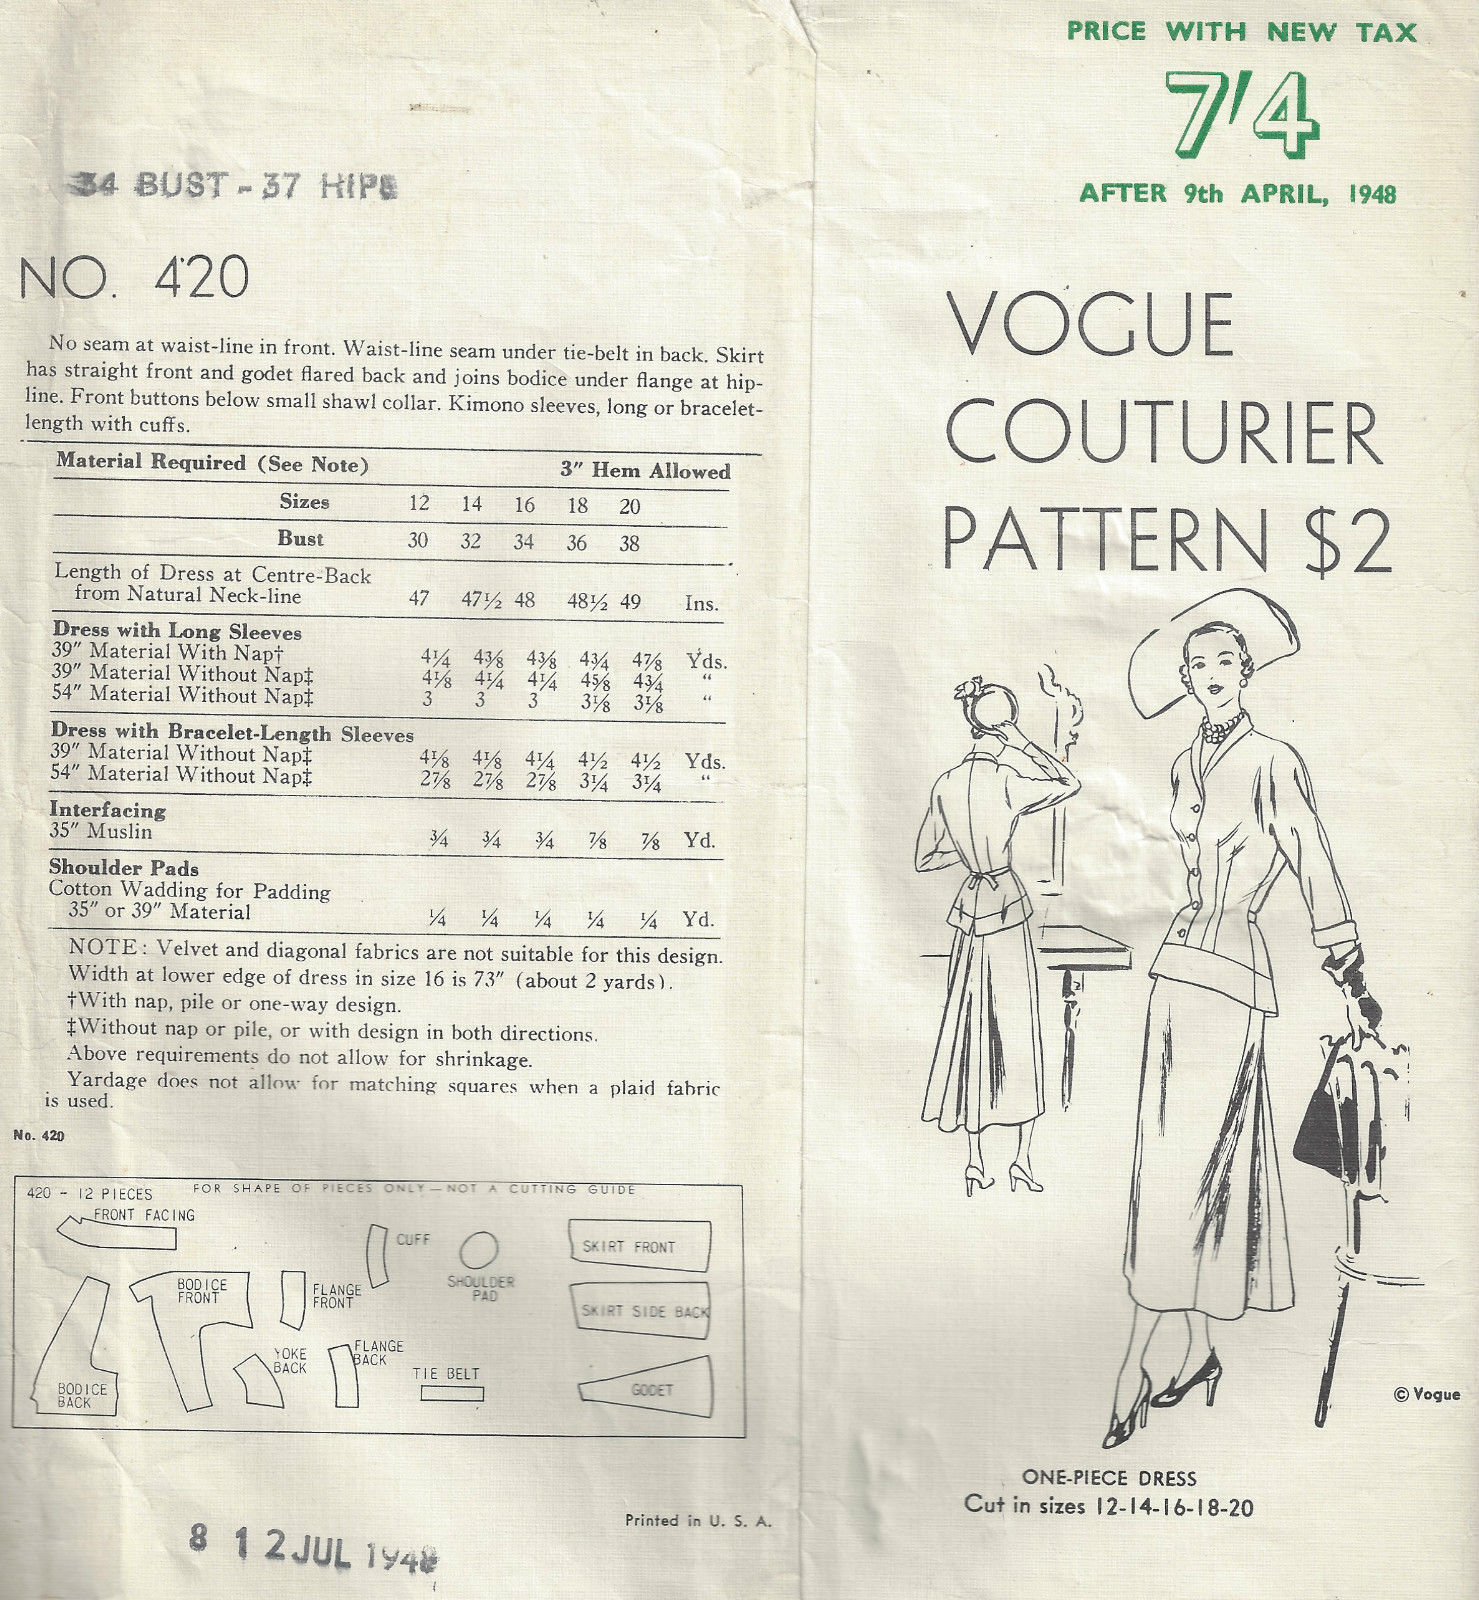 34 BUST - 37 HIPS
NO. 420
No seam at waist-line in front. Waist-line seam under tie-belt in back. Skirt
has straight front and godet flared back and joins bodice under flange at hip-
line. Front buttons below small shawl collar. Kimono sleeves, long or bracelet-
length with cuffs.
Material Required (See Note) 3″ Hem Allowed
Sizes 12 14 16 18 20
Bust 30 32 34 36 38
Length of Dress at Centre-Back
from Natural Neck-line 47 47½ 48 48½ 49 Ins.
Dress with Long Sleeves
39″ Material With Nap† 4¼ 4⅜ 4⅜ 4¾ 4⅞ Yds.
39″ Material Without Nap‡ 4⅛ 4¼ 4¼ 4⅝ 4¾ “
54″ Material Without Nap‡ 3 3 3 3⅛ 3⅛ “
Dress with Bracelet-Length Sleeves
39″ Material Without Nap‡ 4⅛ 4⅛ 4¼ 4½ 4½ Yds.
54″ Material Without Nap‡ 2⅞ 2⅞ 2⅞ 3¼ 3¼ “
Interfacing
35″ Muslin ¾ ¾ ¾ ⅞ ⅞ Yd.
Shoulder Pads
Cotton Wadding for Padding
35″ or 39″ Material ¼ ¼ ¼ ¼ ¼ Yd.
NOTE: Velvet and diagonal fabrics are not suitable for this design.
Width at lower edge of dress in size 16 is 73″ (about 2 yards).
†With nap, pile or one-way design.
‡Without nap or pile, or with design in both directions.
Above requirements do not allow for shrinkage.
Yardage does not allow for matching squares when a plaid fabric
is used.
No. 420
420 - 12 PIECES FOR SHAPE OF PIECES ONLY—NOT A CUTTING GUIDE
FRONT FACING
CUFF
SHOULDER
PAD
SKIRT FRONT
BODICE
FRONT
FLANGE
FRONT
SKIRT SIDE BACK
YOKE
BACK
FLANGE
BACK
TIE BELT
BODICE
BACK
GODET
Printed in U. S. A.
8 12 JUL 1948
PRICE WITH NEW TAX
7'4
AFTER 9th APRIL, 1948
VOGUE
COUTURIER
PATTERN $2
© Vogue
ONE-PIECE DRESS
Cut in sizes 12-14-16-18-20